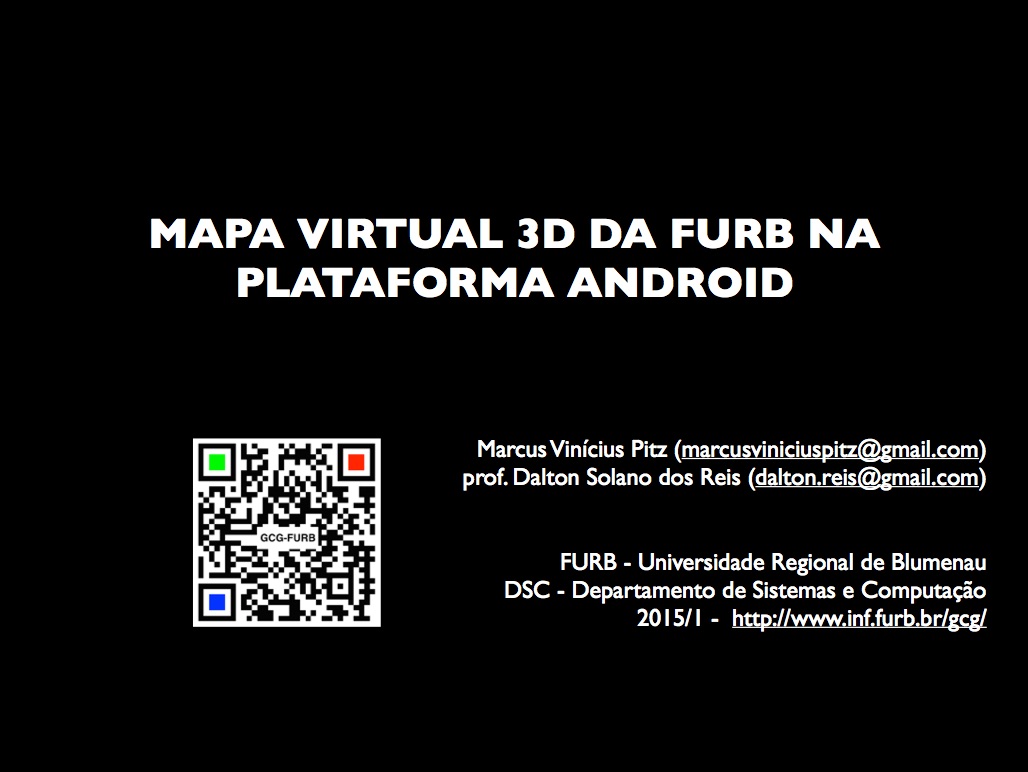 MAPA VIRTUAL 3D DA FURB NA
PLATAFORMA ANDROID
Marcus Vinícius Pitz (marcusviniciuspitz@gmail.com)
prof. Dalton Solano dos Reis (dalton.reis@gmail.com)
GCG-FURB
FURB - Universidade Regional de Blumenau
DSC - Departamento de Sistemas e Computação
2015/1 - http://www.inf.furb.br/gcg/